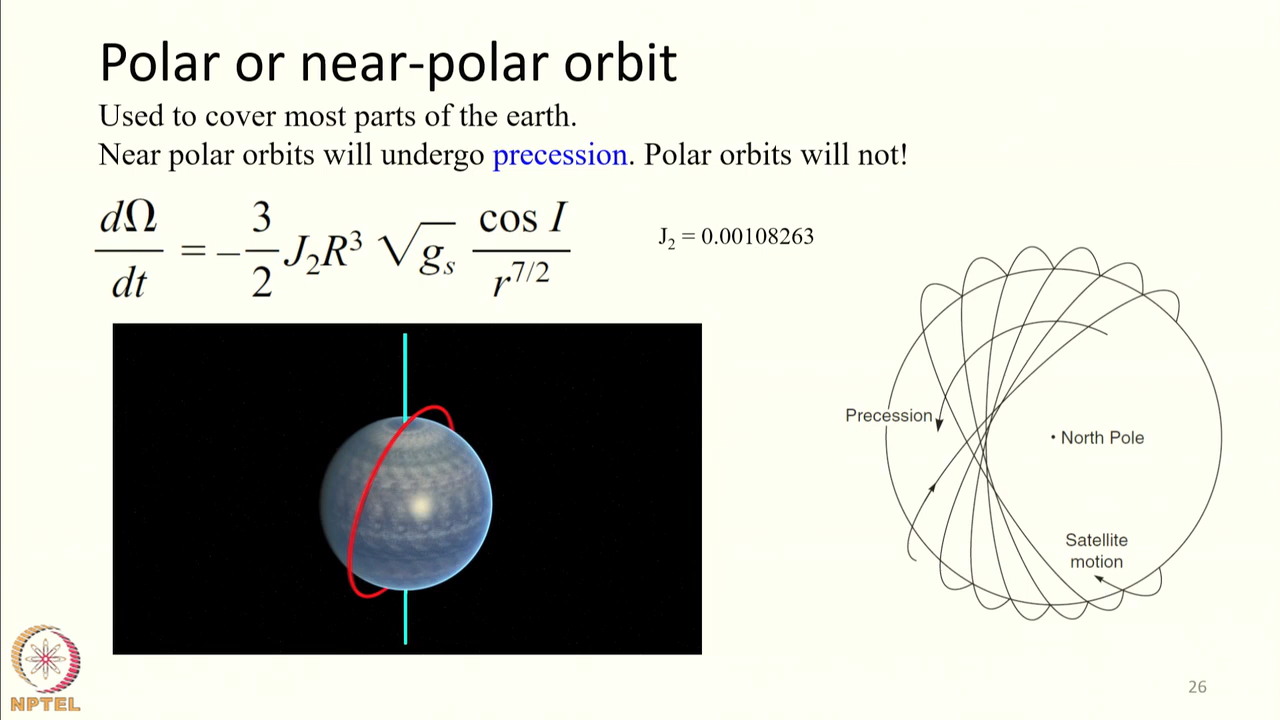 Polar or near-polar orbit
Used to cover most parts of the earth.
Near polar orbits will undergo precession. Polar orbits will not!
dΩ/dt = −3/2 J₂R³ √gₛ cos I / r^7/2
J₂ = 0.00108263
Precession
• North Pole
Satellite
motion
NPTEL
26